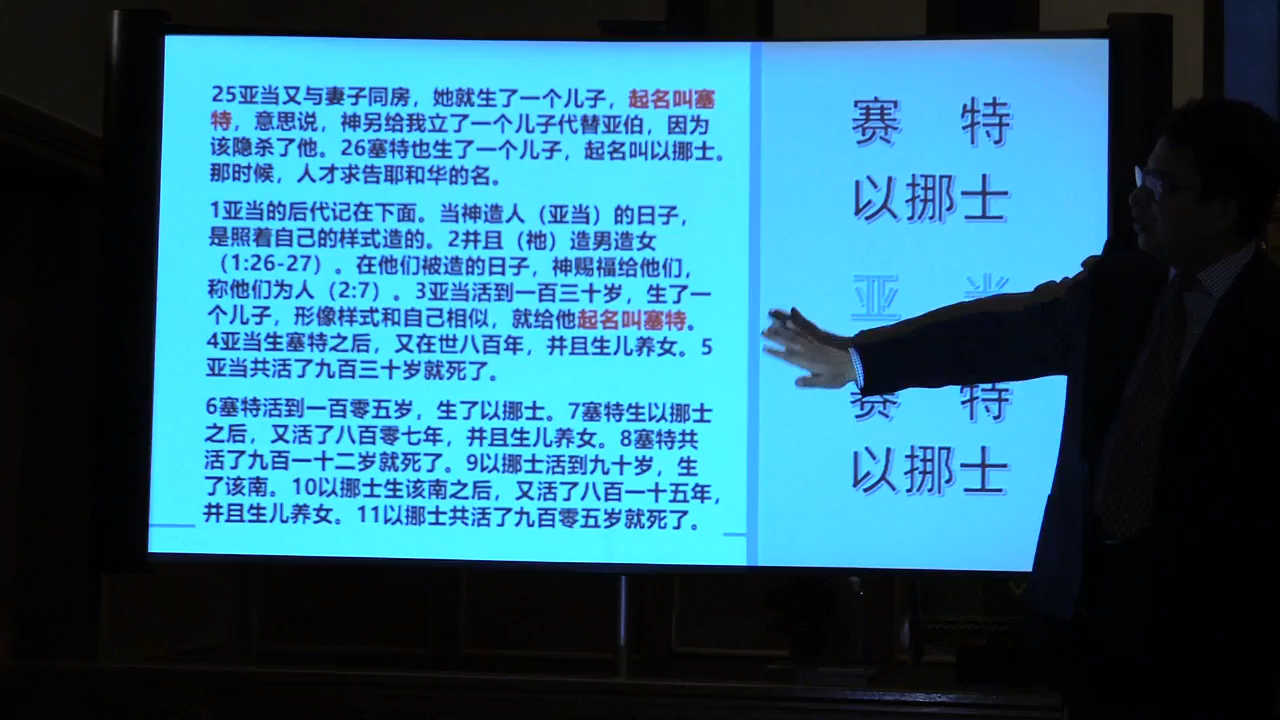 25亚当又与妻子同房，她就生了一个儿子，起名叫塞
特，意思说，神另给我立了一个儿子代替亚伯，因为
该隐杀了他。26塞特也生了一个儿子，起名叫以挪士。
那时候，人才求告耶和华的名。
1亚当的后代记在下面。当神造人（亚当）的日子，
是照着自己的样式造的。2并且（祂）造男造女
（1:26-27）。在他们被造的日子，神赐福给他们，
称他们为人（2:7）。3亚当活到一百三十岁，生了一
个儿子，形像样式和自己相似，就给他起名叫塞特。
4亚当生塞特之后，又在世八百年，并且生儿养女。5
亚当共活了九百三十岁就死了。
6塞特活到一百零五岁，生了以挪士。7塞特生以挪士
之后，又活了八百零七年，并且生儿养女。8塞特共
活了九百一十二岁就死了。9以挪士活到九十岁，生
了该南。10以挪士生该南之后，又活了八百一十五年，
并且生儿养女。11以挪士共活了九百零五岁就死了。
赛 特
以挪士
亚 当
赛 特
以挪士